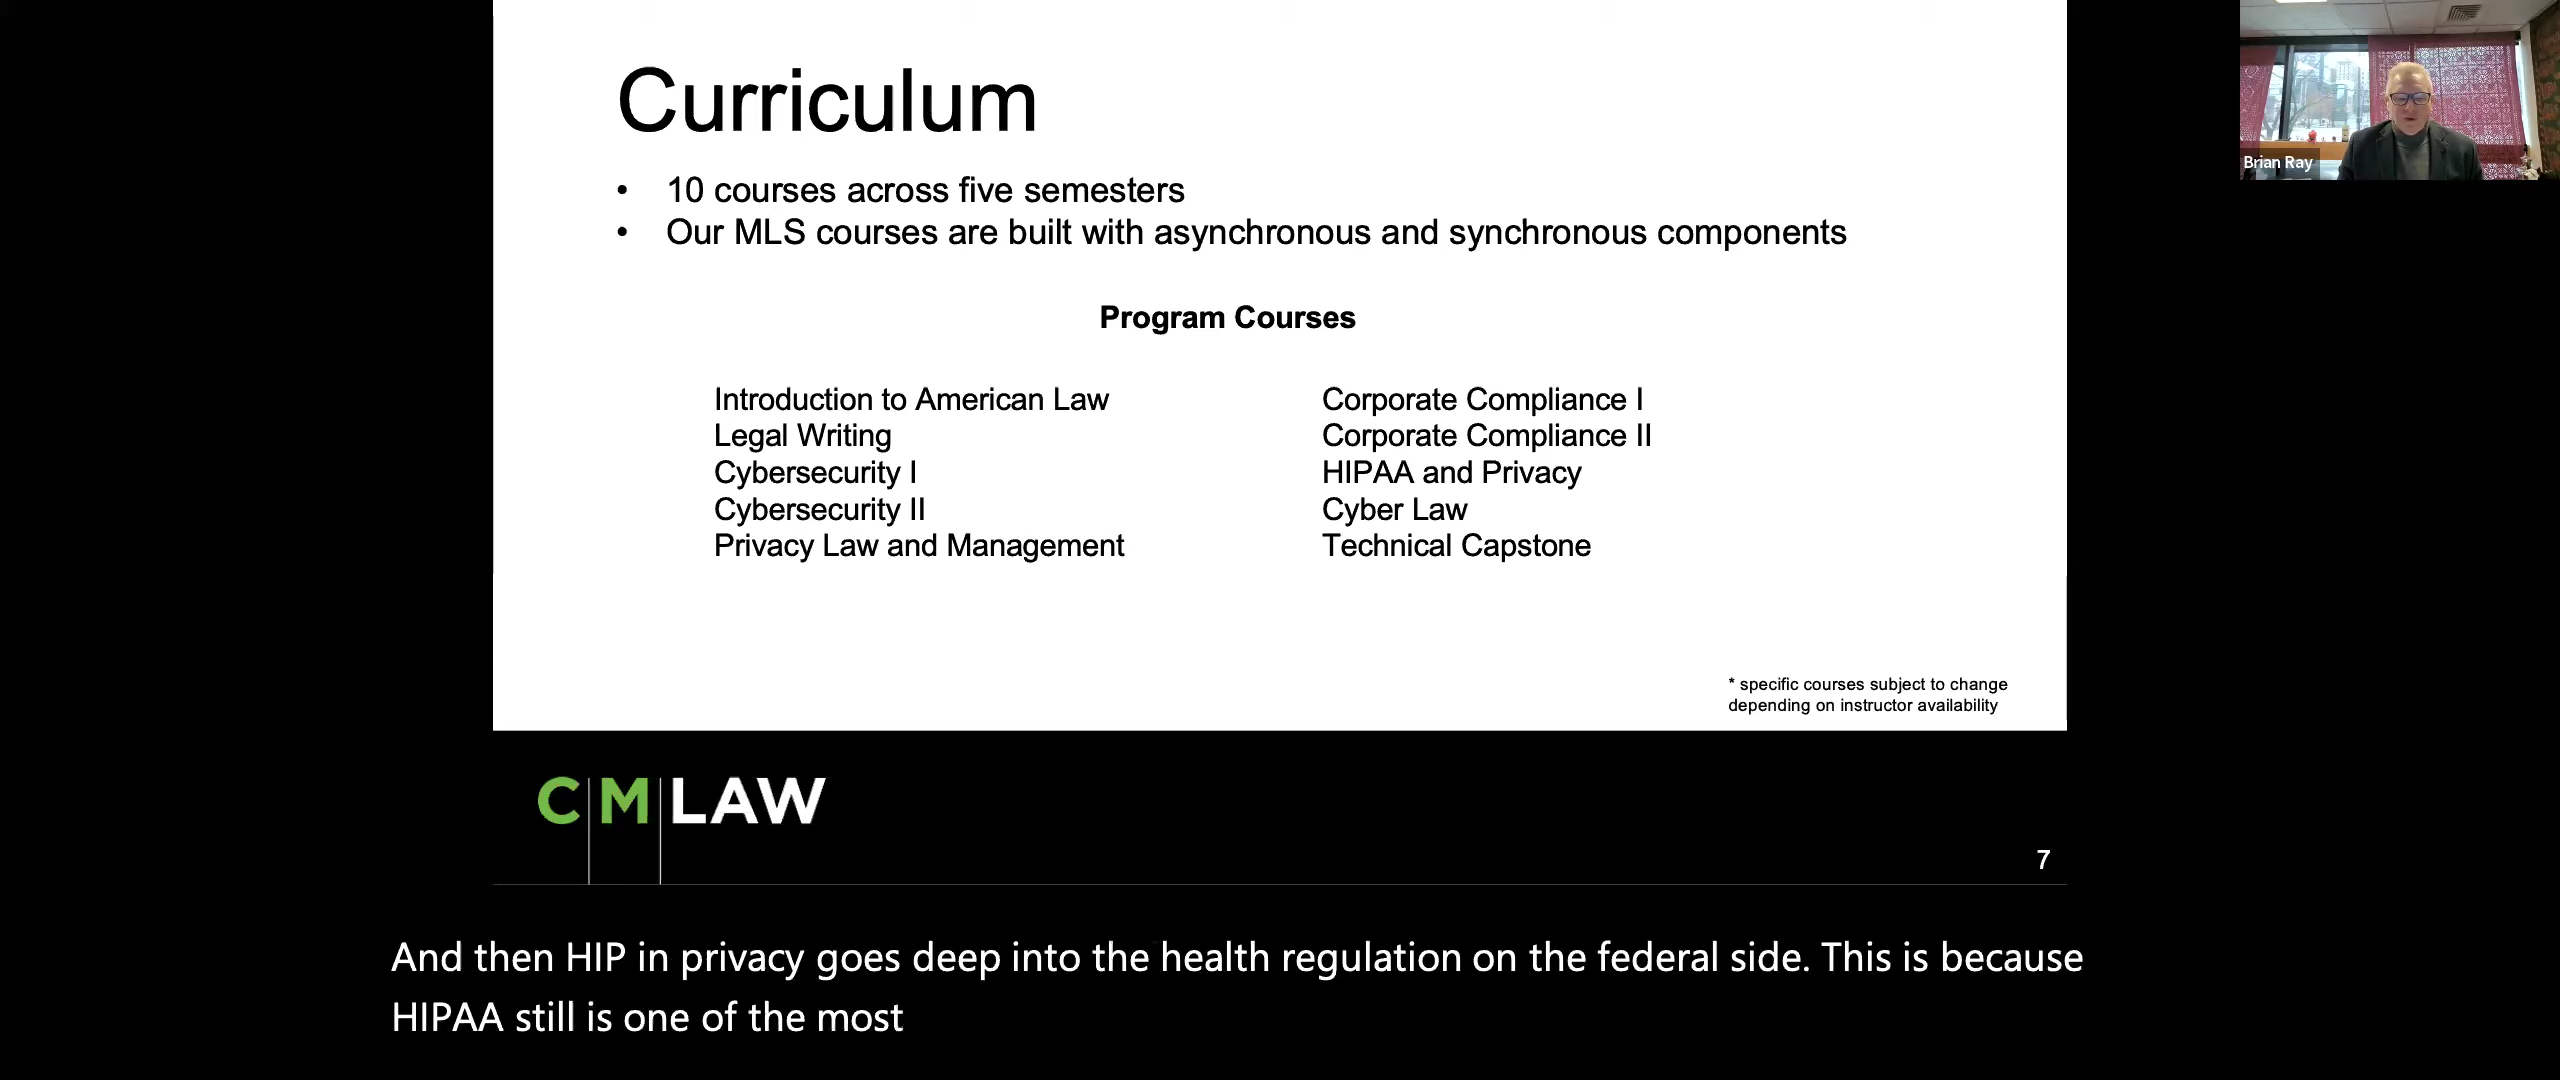 Curriculum
• 10 courses across five semesters
• Our MLS courses are built with asynchronous and synchronous components
Program Courses
Introduction to American Law
Legal Writing
Cybersecurity I
Cybersecurity II
Privacy Law and Management
Corporate Compliance I
Corporate Compliance II
HIPAA and Privacy
Cyber Law
Technical Capstone
* specific courses subject to change
depending on instructor availability
C|M|LAW
7
Brian Ray
And then HIP in privacy goes deep into the health regulation on the federal side. This is because
HIPAA still is one of the most